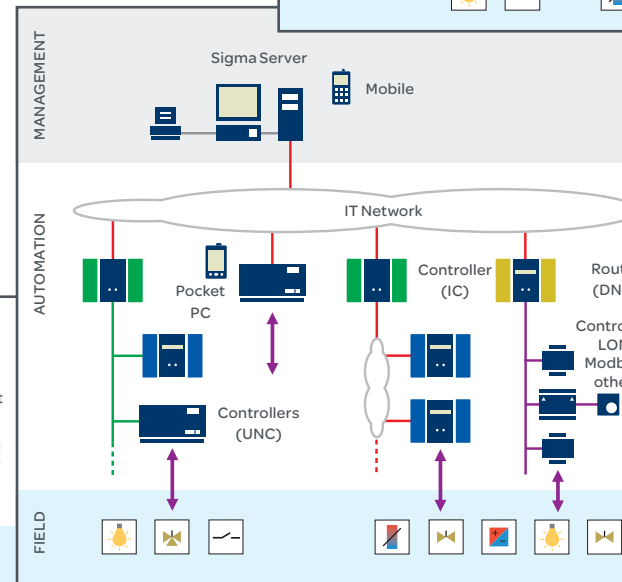 MANAGEMENT
Sigma Server
Mobile
AUTOMATION
IT Network
Pocket
PC
Controller
(IC)
Controllers
(UNC)
FIELD